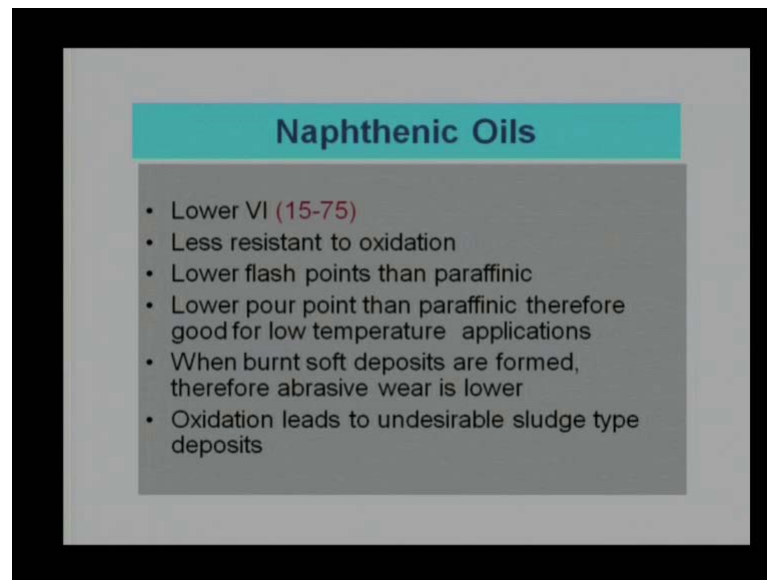 Naphthenic Oils
• Lower VI (15-75)
• Less resistant to oxidation
• Lower flash points than paraffinic
• Lower pour point than paraffinic therefore
good for low temperature applications
• When burnt soft deposits are formed,
therefore abrasive wear is lower
• Oxidation leads to undesirable sludge type
deposits